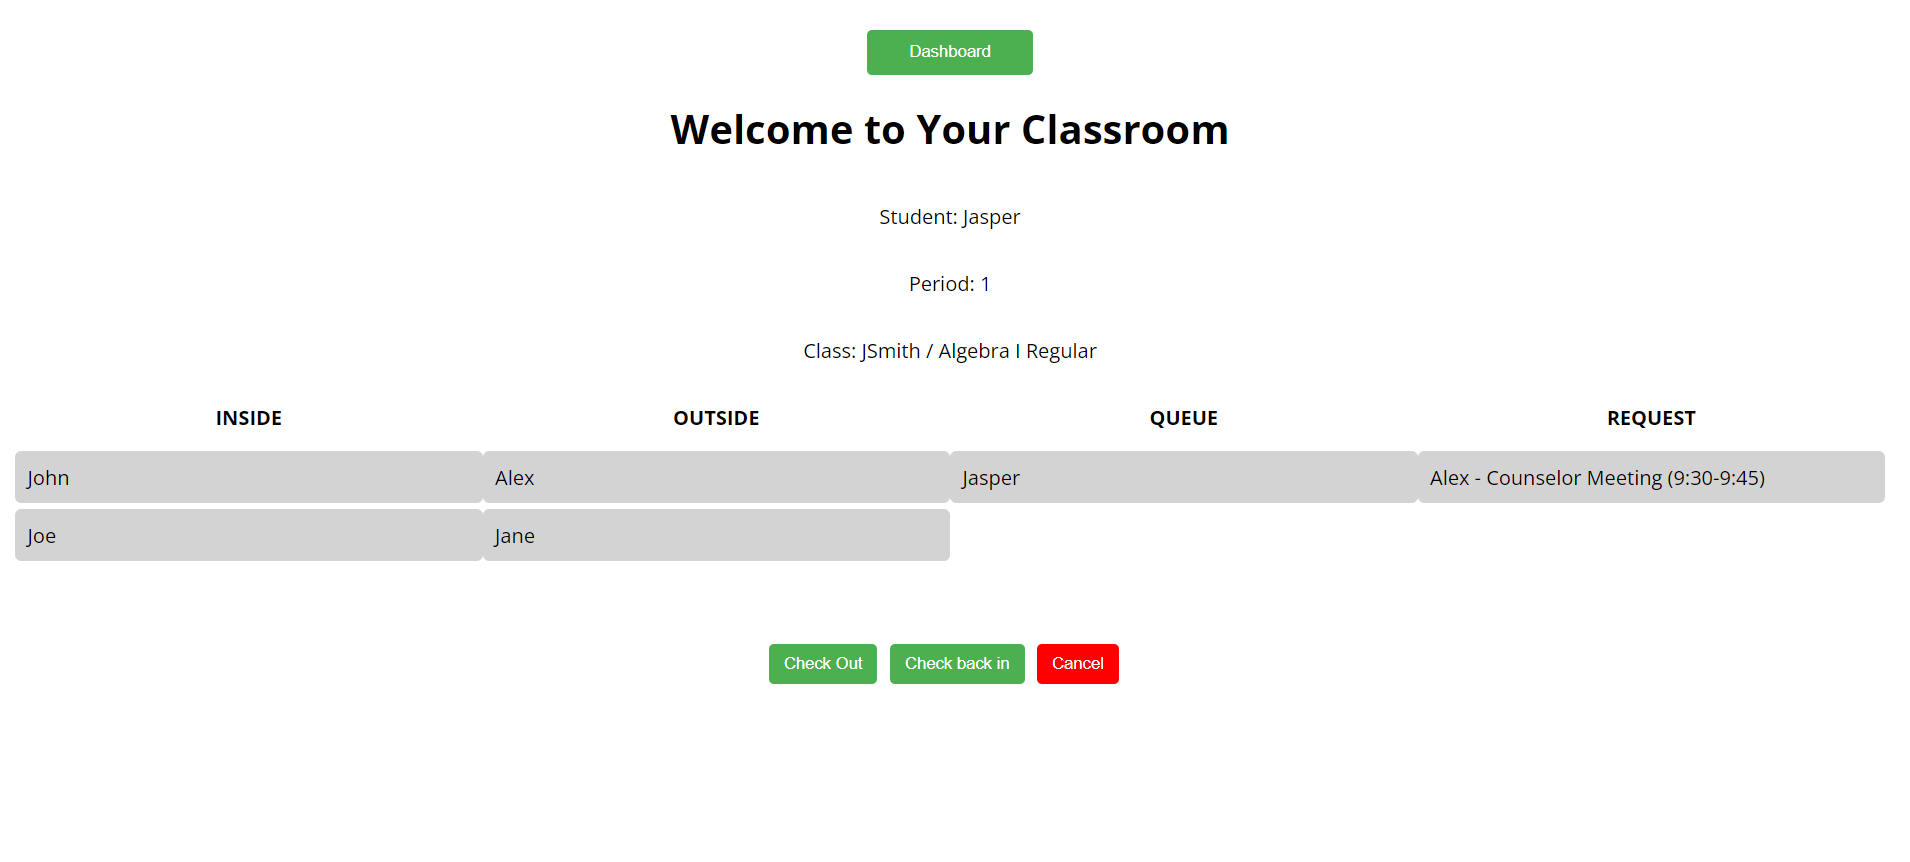 Dashboard
Welcome to Your Classroom
Student: Jasper
Period: 1
Class: JSmith / Algebra I Regular
INSIDE OUTSIDE QUEUE REQUEST
John Alex Jasper Alex - Counselor Meeting (9:30-9:45)
Joe Jane
Check Out Check back in Cancel